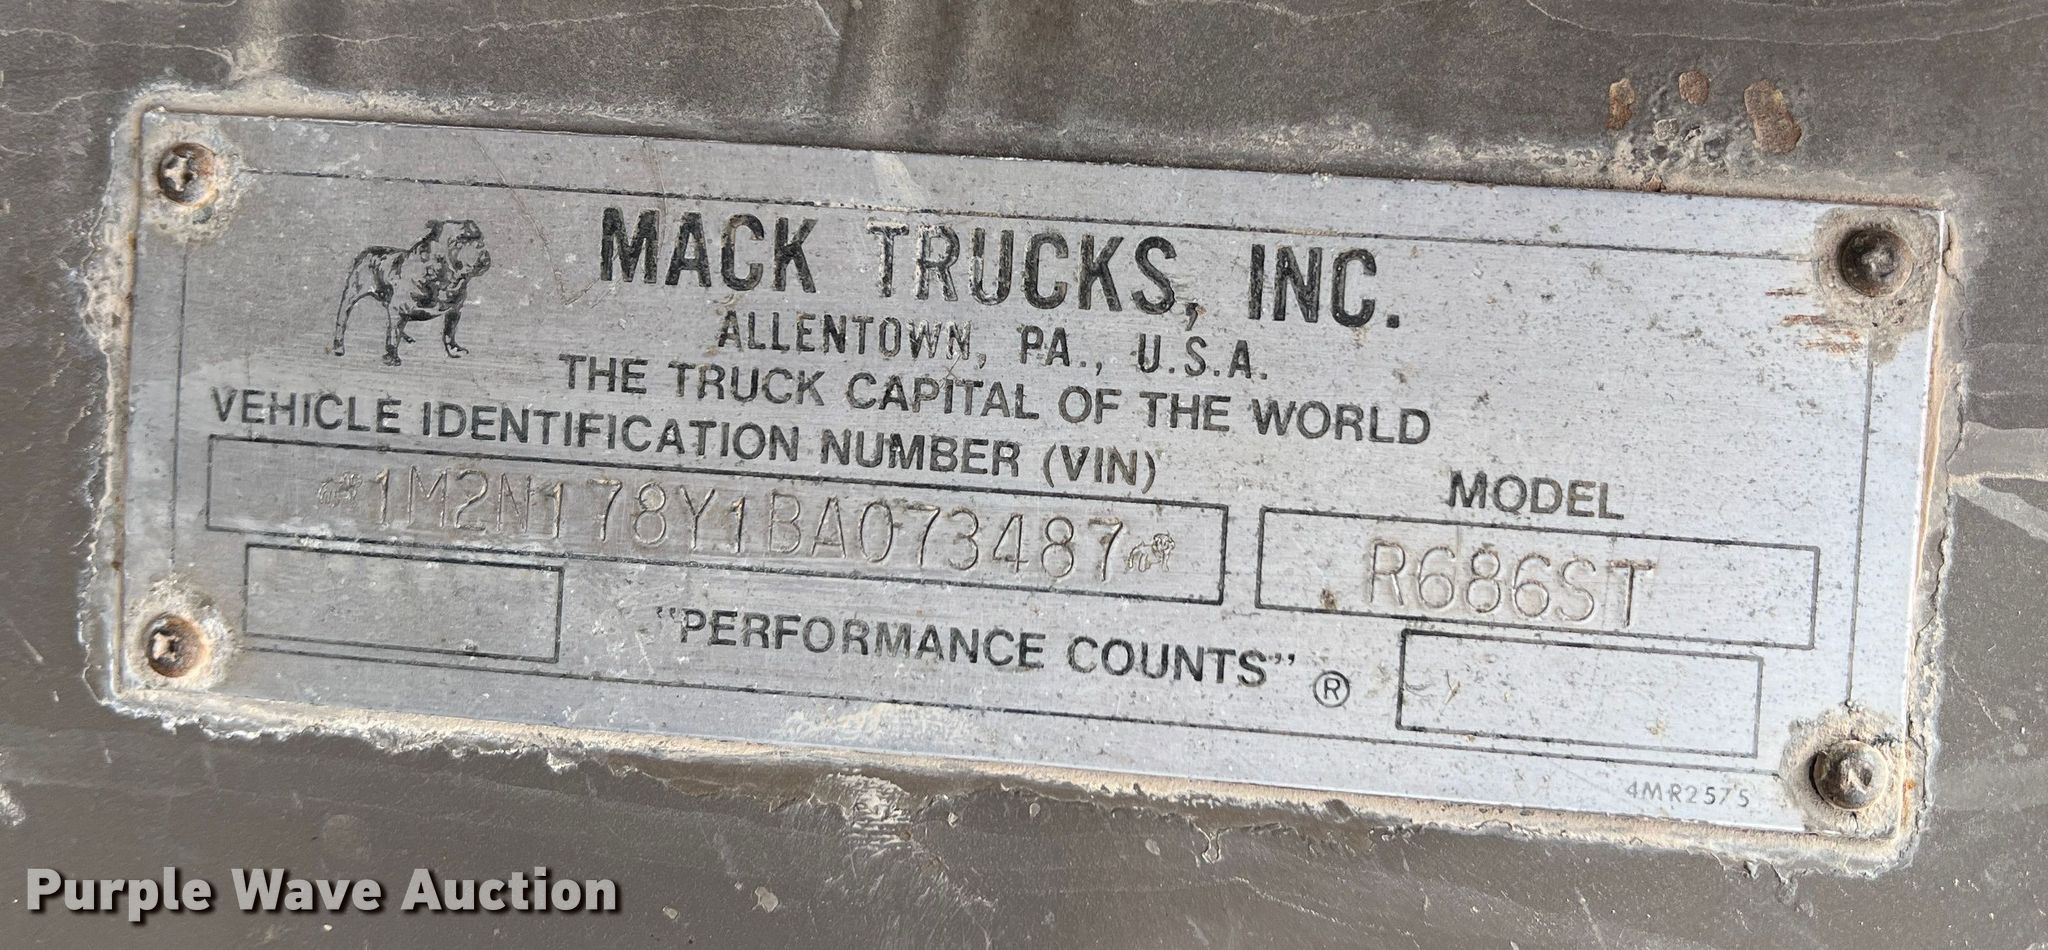 MACK TRUCKS, INC.
ALLENTOWN, PA., U.S.A.
THE TRUCK CAPITAL OF THE WORLD
VEHICLE IDENTIFICATION NUMBER (VIN)
MODEL
1M2N178Y1BA073487
R686ST
"PERFORMANCE COUNTS" ®
4MR2575
Purple Wave Auction